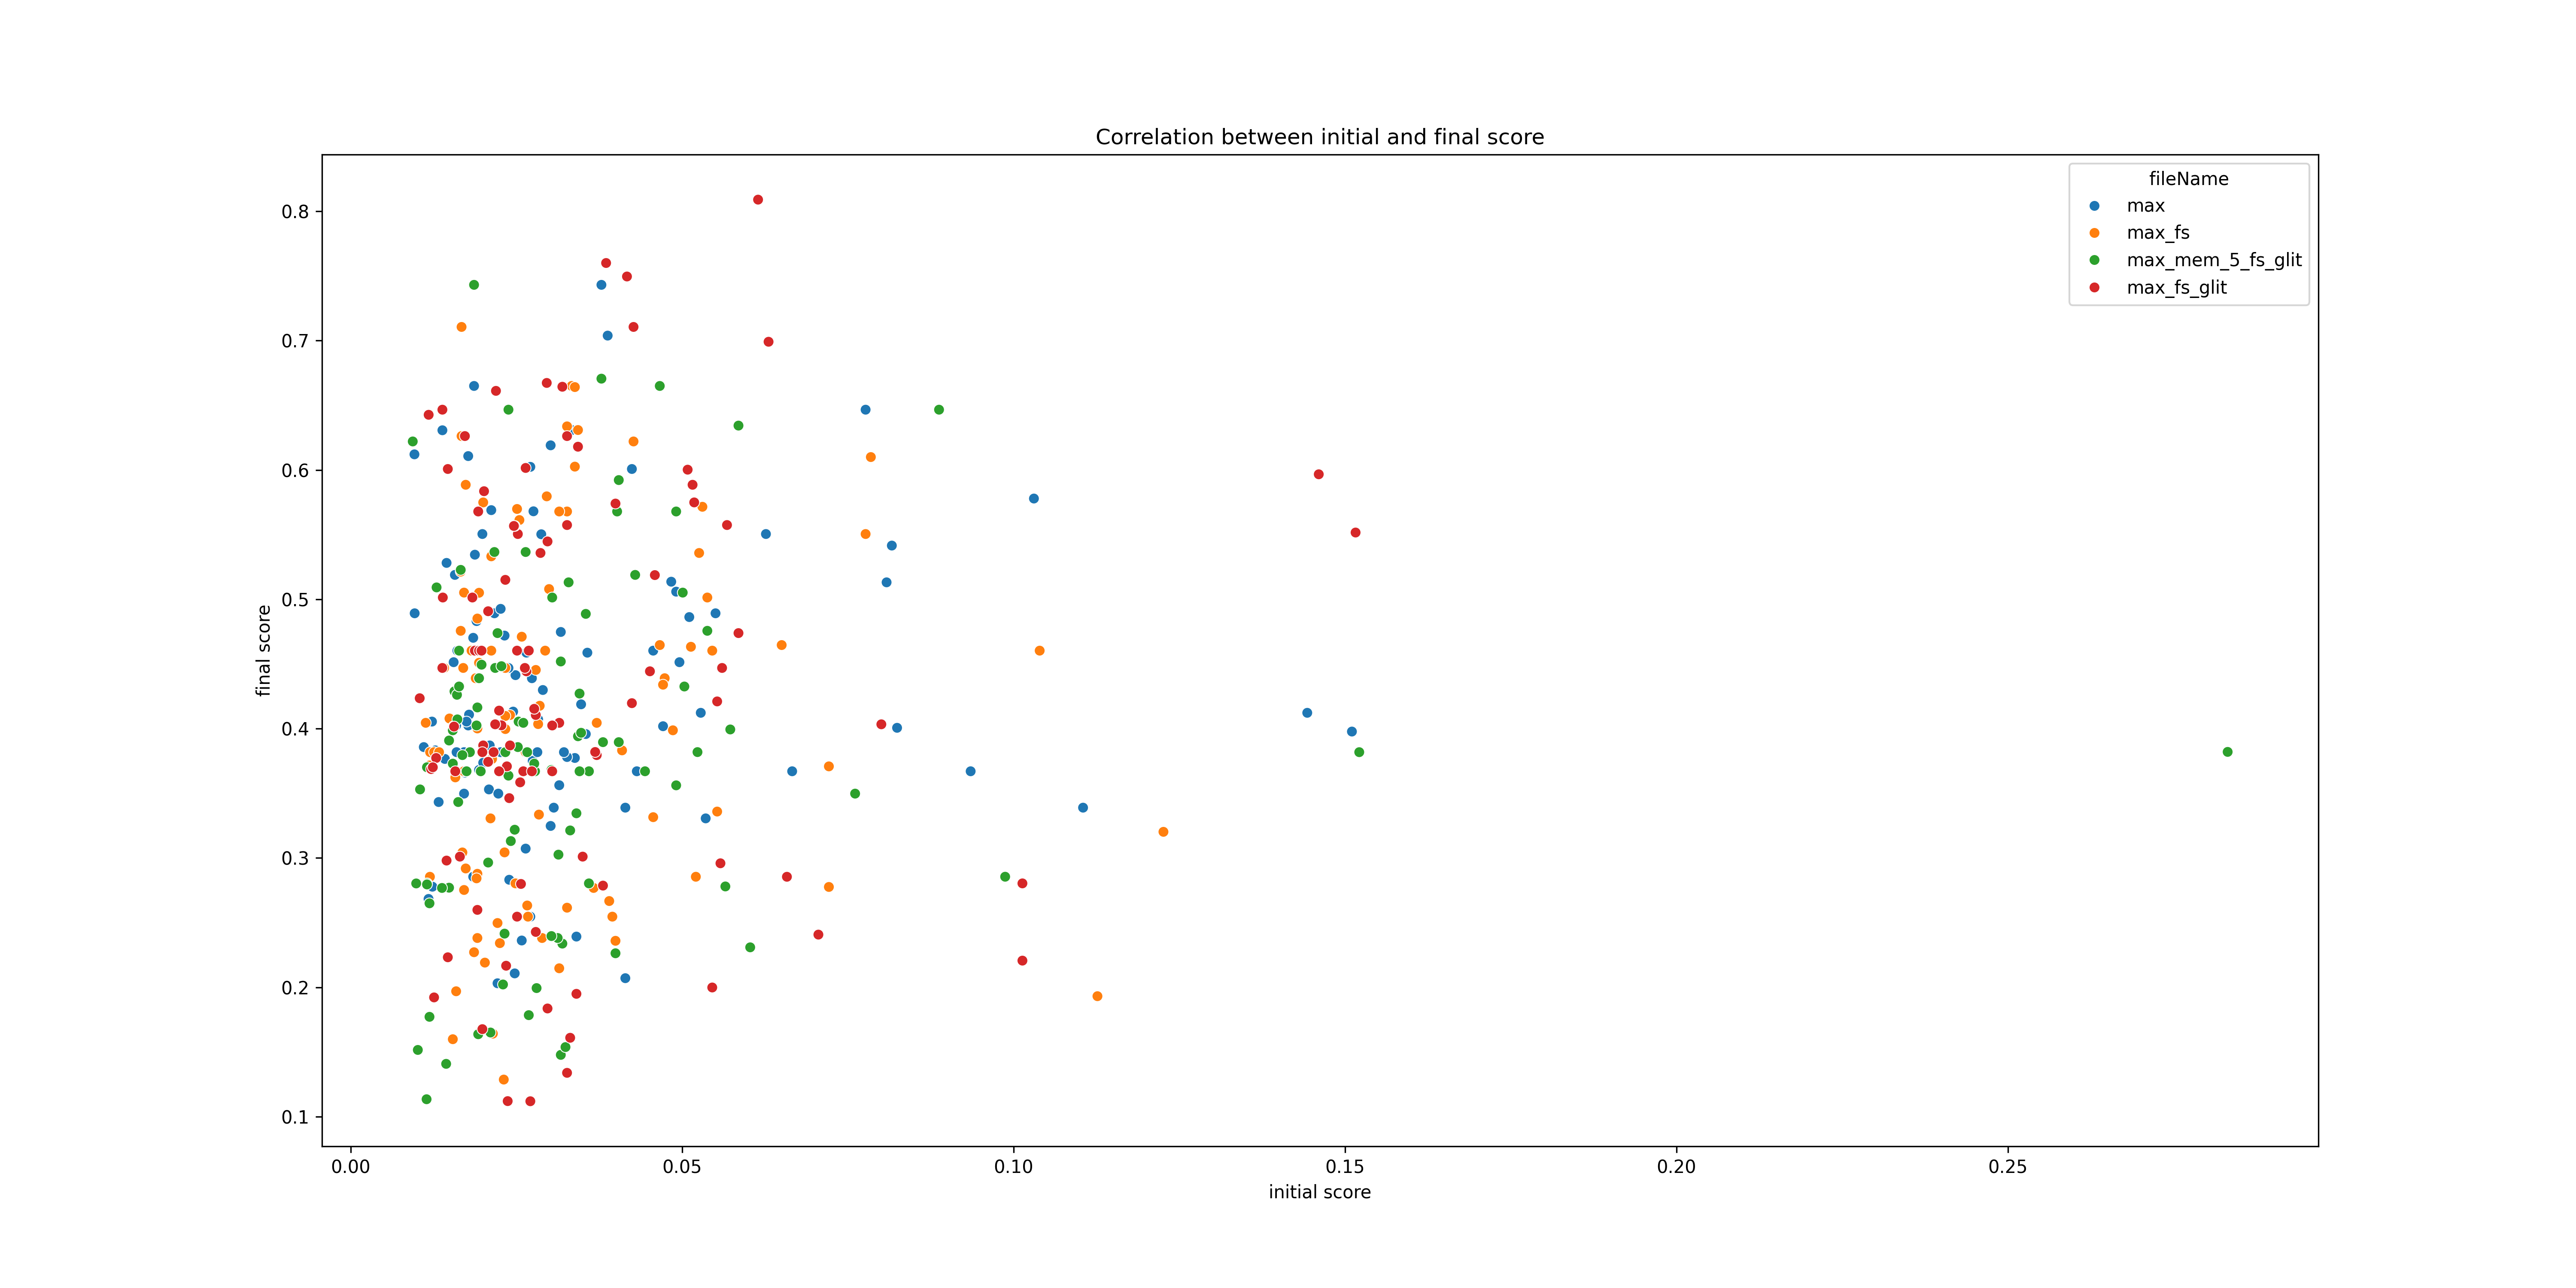 Correlation between initial and final score
fileName
max
max_fs
max_mem_5_fs_glit
max_fs_glit
final score
0.8
0.7
0.6
0.5
0.4
0.3
0.2
0.1
0.00 0.05 0.10 0.15 0.20 0.25
initial score